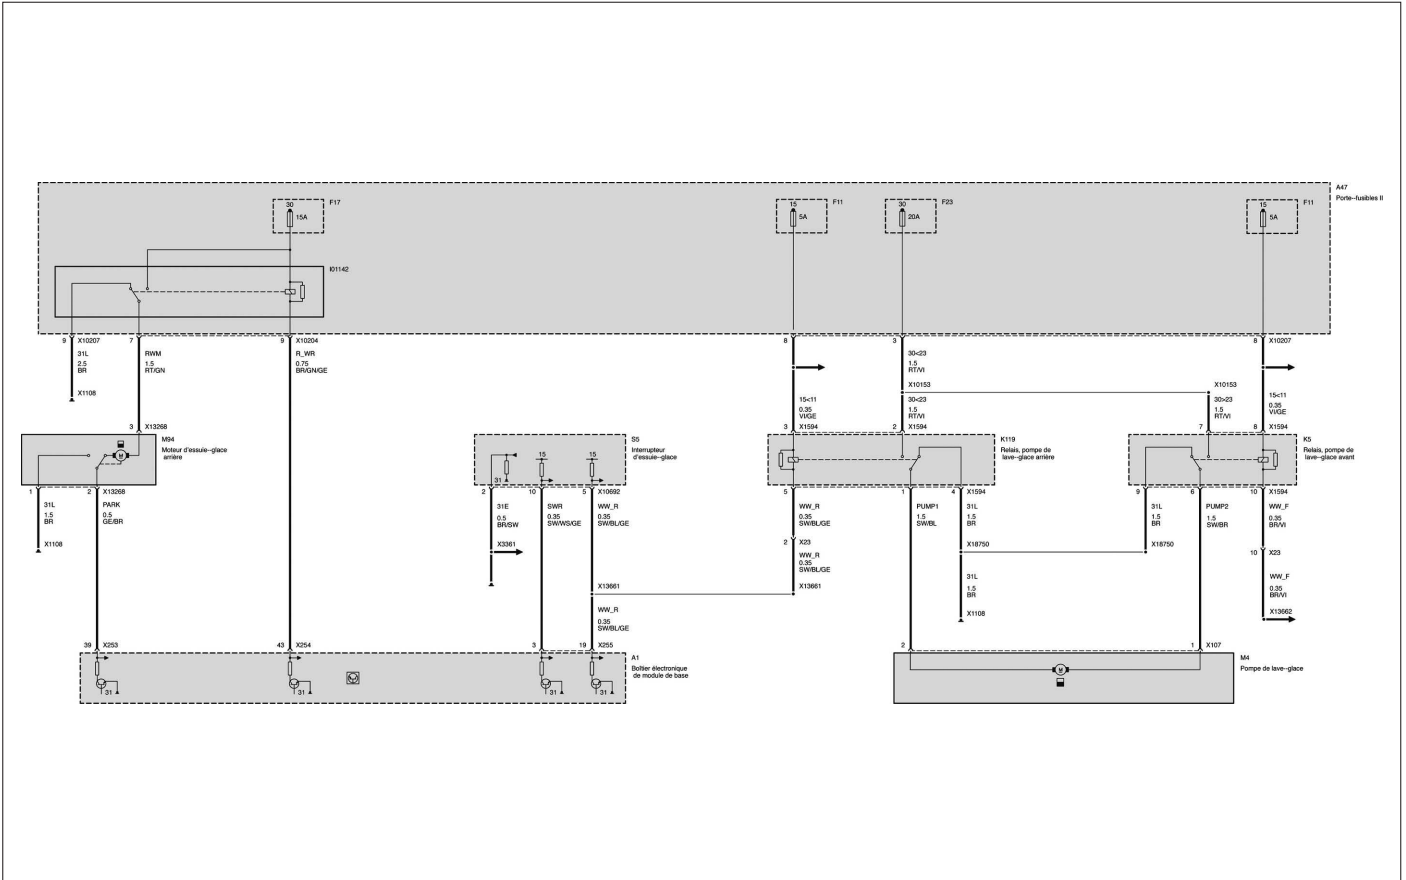 A47
Porte--fusibles II
30
F17
15A
15
F11
5A
30
F23
20A
15
F11
5A
I01142
9 X10207
7
9 X10204
8
3
8 X10207
31L
2.5
BR
RWM
1.5
RT/GN
R_WR
0.75
BR/GN/GE
30<23
1.5
RT/VI
X1108
X10153
X10153
15<11
0.35
VI/GE
30<23
1.5
RT/VI
30>23
1.5
RT/VI
15<11
0.35
VI/GE
3 X13268
3 X1594
2 X1594
7
8 X1594
M94
Moteur d'essuie--glace
arrière
M
S5
Interrupteur
d'essuie--glace
31
15
15
K119
Relais, pompe de
lave--glace arrière
K5
Relais, pompe de
lave--glace avant
1
2 X13268
2
10
5 X10692
5
1
4 X1594
9
6
10 X1594
31L
1.5
BR
PARK
0.5
GE/BR
31E
0.5
BR/SW
SWR
0.35
SW/WS/GE
WW_R
0.35
SW/BL/GE
WW_R
0.35
SW/BL/GE
PUMP1
1.5
SW/BL
31L
1.5
BR
31L
1.5
BR
PUMP2
1.5
SW/BR
WW_F
0.35
BR/VI
X1108
X3361
2 X23
X18750
X18750
10 X23
WW_R
0.35
SW/BL/GE
X13661
X13661
31L
1.5
BR
WW_F
0.35
BR/VI
WW_R
0.35
SW/BL/GE
X1108
X13662
39 X253
43 X254
3
19 X255
2
1 X107
A1
Boîtier électronique
de module de base
31
31
31
31
M4
Pompe de lave--glace
M